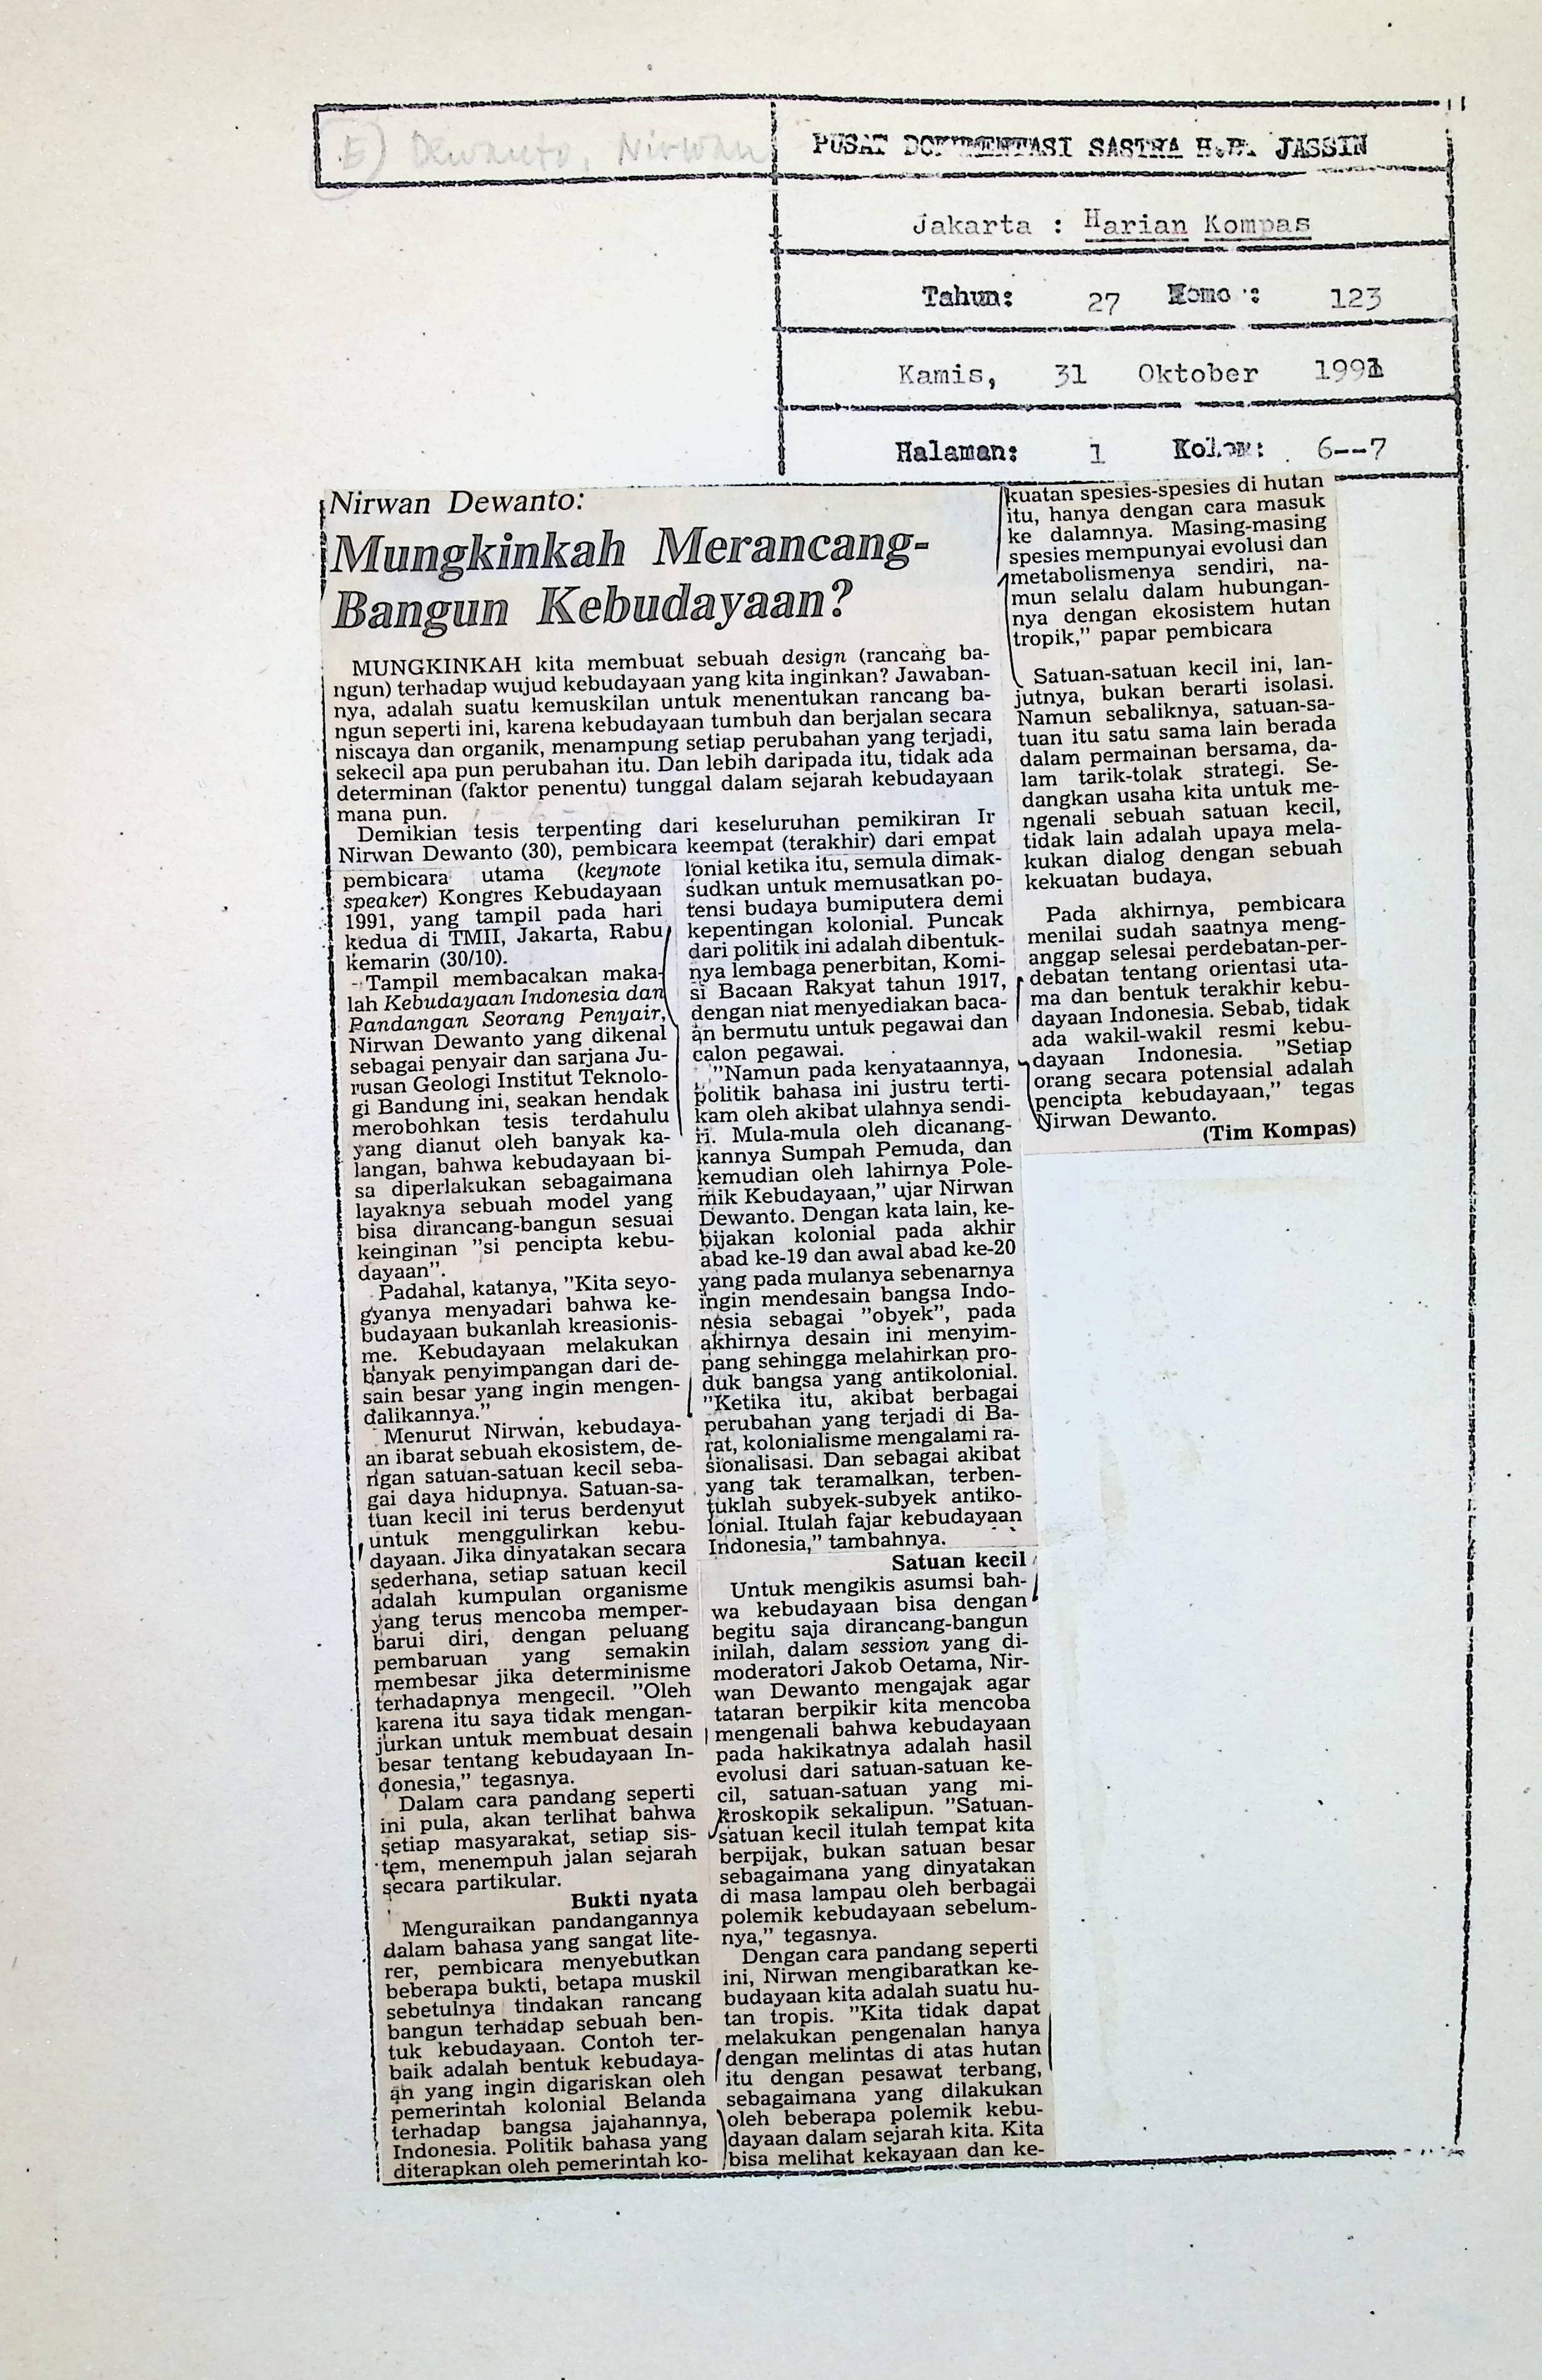 E) Dewanto, Nirwan
PUSAT DOKUMENTASI SASTRA H.B. JASSIN
Jakarta : Harian Kompas
Tahun: 27 Nomo : 123
Kamis, 31 Oktober 1991
Halaman: 1 Kolom: 6--7
Nirwan Dewanto:
Mungkinkah Merancang-
Bangun Kebudayaan?
MUNGKINKAH kita membuat sebuah design (rancang ba-
ngun) terhadap wujud kebudayaan yang kita inginkan? Jawaban-
nya, adalah suatu kemuskilan untuk menentukan rancang ba-
ngun seperti ini, karena kebudayaan tumbuh dan berjalan secara
niscaya dan organik, menampung setiap perubahan yang terjadi,
sekecil apa pun perubahan itu. Dan lebih daripada itu, tidak ada
determinan (faktor penentu) tunggal dalam sejarah kebudayaan
mana pun.
Demikian tesis terpenting dari keseluruhan pemikiran Ir
Nirwan Dewanto (30), pembicara keempat (terakhir) dari empat
pembicara utama (keynote
speaker) Kongres Kebudayaan
1991, yang tampil pada hari
kedua di TMII, Jakarta, Rabu
kemarin (30/10).
Tampil membacakan maka-
lah Kebudayaan Indonesia dan
Pandangan Seorang Penyair,
Nirwan Dewanto yang dikenal
sebagai penyair dan sarjana Ju-
rusan Geologi Institut Teknolo-
gi Bandung ini, seakan hendak
merobohkan tesis terdahulu
yang dianut oleh banyak ka-
langan, bahwa kebudayaan bi-
sa diperlakukan sebagaimana
layaknya sebuah model yang
bisa dirancang-bangun sesuai
keinginan "si pencipta kebu-
dayaan".
Padahal, katanya, "Kita seyo-
gyanya menyadari bahwa ke-
budayaan bukanlah kreasionis-
me. Kebudayaan melakukan
banyak penyimpangan dari de-
sain besar yang ingin mengen-
dalikannya."
Menurut Nirwan, kebudaya-
an ibarat sebuah ekosistem, de-
ngan satuan-satuan kecil seba-
gai daya hidupnya. Satuan-sa-
tuan kecil ini terus berdenyut
untuk menggulirkan kebu-
dayaan. Jika dinyatakan secara
sederhana, setiap satuan kecil
adalah kumpulan organisme
yang terus mencoba memper-
barui diri, dengan peluang
pembaruan yang semakin
membesar jika determinisme
terhadapnya mengecil. "Oleh
karena itu saya tidak mengan-
jurkan untuk membuat desain
besar tentang kebudayaan In-
donesia," tegasnya.
Dalam cara pandang seperti
ini pula, akan terlihat bahwa
setiap masyarakat, setiap sis-
tem, menempuh jalan sejarah
secara partikular.
Bukti nyata
Menguraikan pandangannya
dalam bahasa yang sangat lite-
rer, pembicara menyebutkan
beberapa bukti, betapa muskil
sebetulnya tindakan rancang
bangun terhadap sebuah ben-
tuk kebudayaan. Contoh ter-
baik adalah bentuk kebudaya-
an yang ingin digariskan oleh
pemerintah kolonial Belanda
terhadap bangsa jajahannya,
Indonesia. Politik bahasa yang
diterapkan oleh pemerintah ko-
lonial ketika itu, semula dimak-
sudkan untuk memusatkan po-
tensi budaya bumiputera demi
kepentingan kolonial. Puncak
dari politik ini adalah dibentuk-
nya lembaga penerbitan, Komi-
si Bacaan Rakyat tahun 1917,
dengan niat menyediakan baca-
an bermutu untuk pegawai dan
calon pegawai.
"Namun pada kenyataannya,
politik bahasa ini justru terti-
kam oleh akibat ulahnya sendi-
ri. Mula-mula oleh dicanang-
kannya Sumpah Pemuda, dan
kemudian oleh lahirnya Pole-
mik Kebudayaan," ujar Nirwan
Dewanto. Dengan kata lain, ke-
bijakan kolonial pada akhir
abad ke-19 dan awal abad ke-20
yang pada mulanya sebenarnya
ingin mendesain bangsa Indo-
nesia sebagai "obyek", pada
akhirnya desain ini menyim-
pang sehingga melahirkan pro-
duk bangsa yang antikolonial.
"Ketika itu, akibat berbagai
perubahan yang terjadi di Ba-
rat, kolonialisme mengalami ra-
sionalisasi. Dan sebagai akibat
yang tak teramalkan, terben-
tuklah subyek-subyek antiko-
lonial. Itulah fajar kebudayaan
Indonesia," tambahnya.
Satuan kecil
Untuk mengikis asumsi bah-
wa kebudayaan bisa dengan
begitu saja dirancang-bangun
inilah, dalam session yang di-
moderatori Jakob Oetama, Nir-
wan Dewanto mengajak agar
tataran berpikir kita mencoba
mengenali bahwa kebudayaan
pada hakikatnya adalah hasil
evolusi dari satuan-satuan ke-
cil, satuan-satuan yang mi-
kroskopik sekalipun. "Satuan-
satuan kecil itulah tempat kita
berpijak, bukan satuan besar
sebagaimana yang dinyatakan
di masa lampau oleh berbagai
polemik kebudayaan sebelum-
nya," tegasnya.
Dengan cara pandang seperti
ini, Nirwan mengibaratkan ke-
budayaan kita adalah suatu hu-
tan tropis. "Kita tidak dapat
melakukan pengenalan hanya
dengan melintas di atas hutan
itu dengan pesawat terbang,
sebagaimana yang dilakukan
oleh beberapa polemik kebu-
dayaan dalam sejarah kita. Kita
bisa melihat kekayaan dan ke-
kuatan spesies-spesies di hutan
itu, hanya dengan cara masuk
ke dalamnya. Masing-masing
spesies mempunyai evolusi dan
metabolismenya sendiri, na-
mun selalu dalam hubungan-
nya dengan ekosistem hutan
tropik," papar pembicara
Satuan-satuan kecil ini, lan-
jutnya, bukan berarti isolasi.
Namun sebaliknya, satuan-sa-
tuan itu satu sama lain berada
dalam permainan bersama, da-
lam tarik-tolak strategi. Se-
dangkan usaha kita untuk me-
ngenali sebuah satuan kecil,
tidak lain adalah upaya mela-
kukan dialog dengan sebuah
kekuatan budaya.
Pada akhirnya, pembicara
menilai sudah saatnya meng-
anggap selesai perdebatan-per-
debatan tentang orientasi uta-
ma dan bentuk terakhir kebu-
dayaan Indonesia. Sebab, tidak
ada wakil-wakil resmi kebu-
dayaan Indonesia. "Setiap
orang secara potensial adalah
pencipta kebudayaan," tegas
Nirwan Dewanto.
(Tim Kompas)